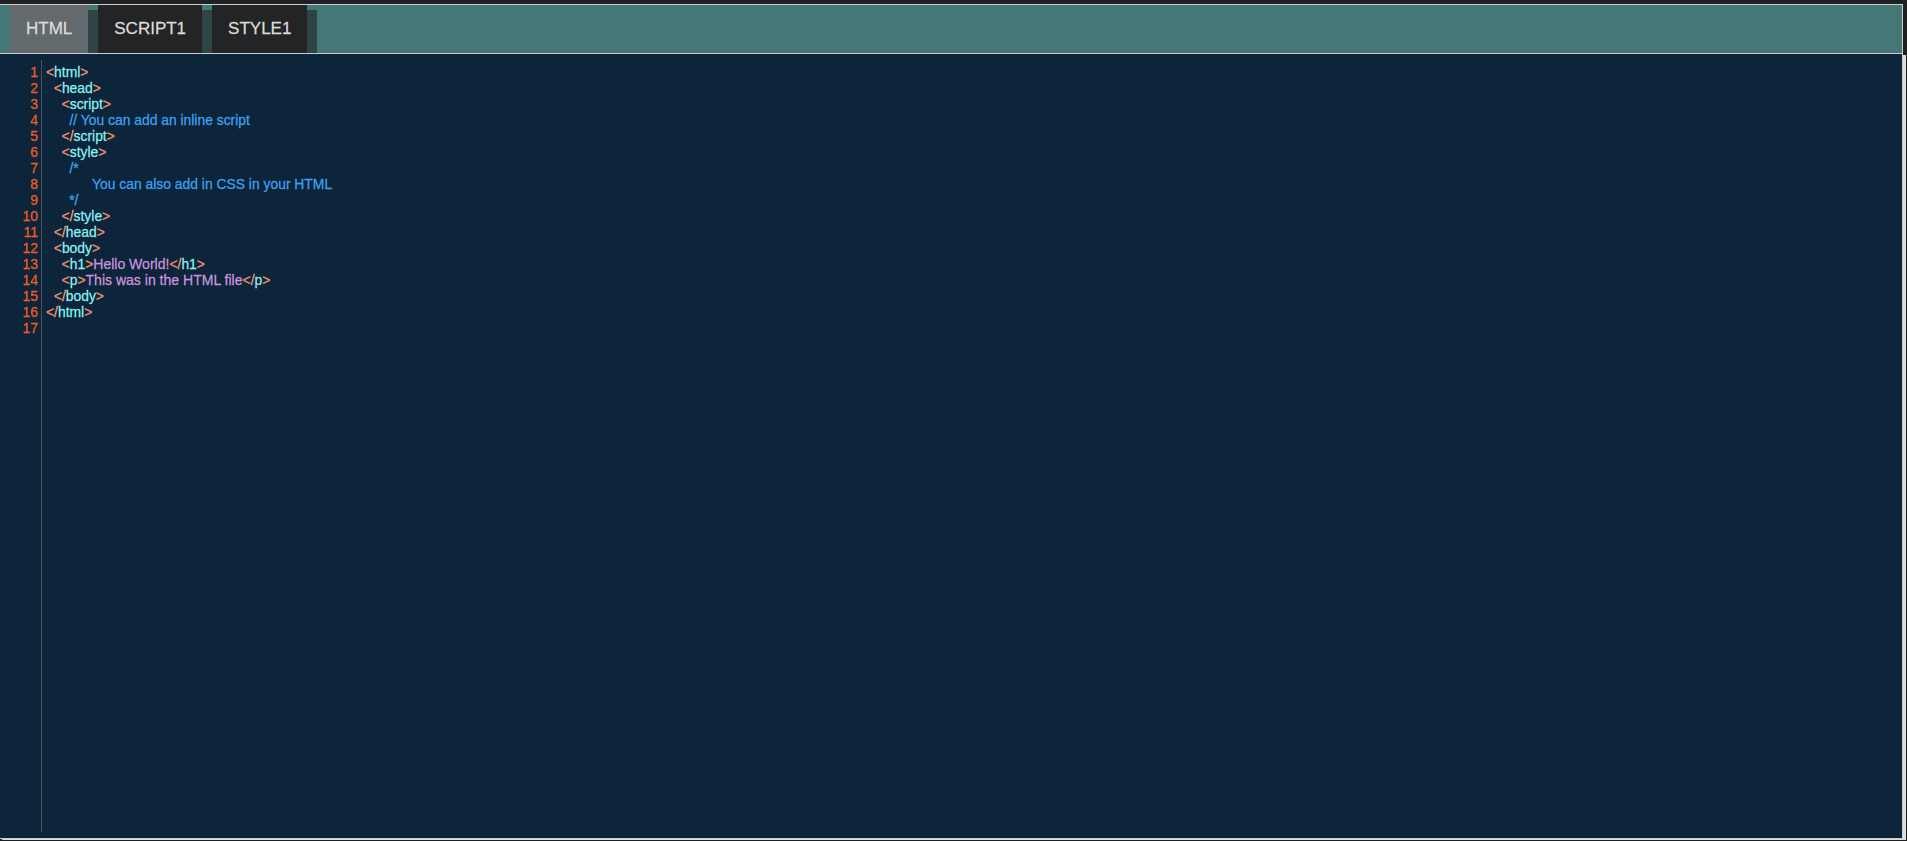 HTML SCRIPT1 STYLE1
1 <html>
2 <head>
3 <script>
4 // You can add an inline script
5 </script>
6 <style>
7 /*
8 You can also add in CSS in your HTML
9 */
10 </style>
11 </head>
12 <body>
13 <h1>Hello World!</h1>
14 <p>This was in the HTML file</p>
15 </body>
16 </html>
17